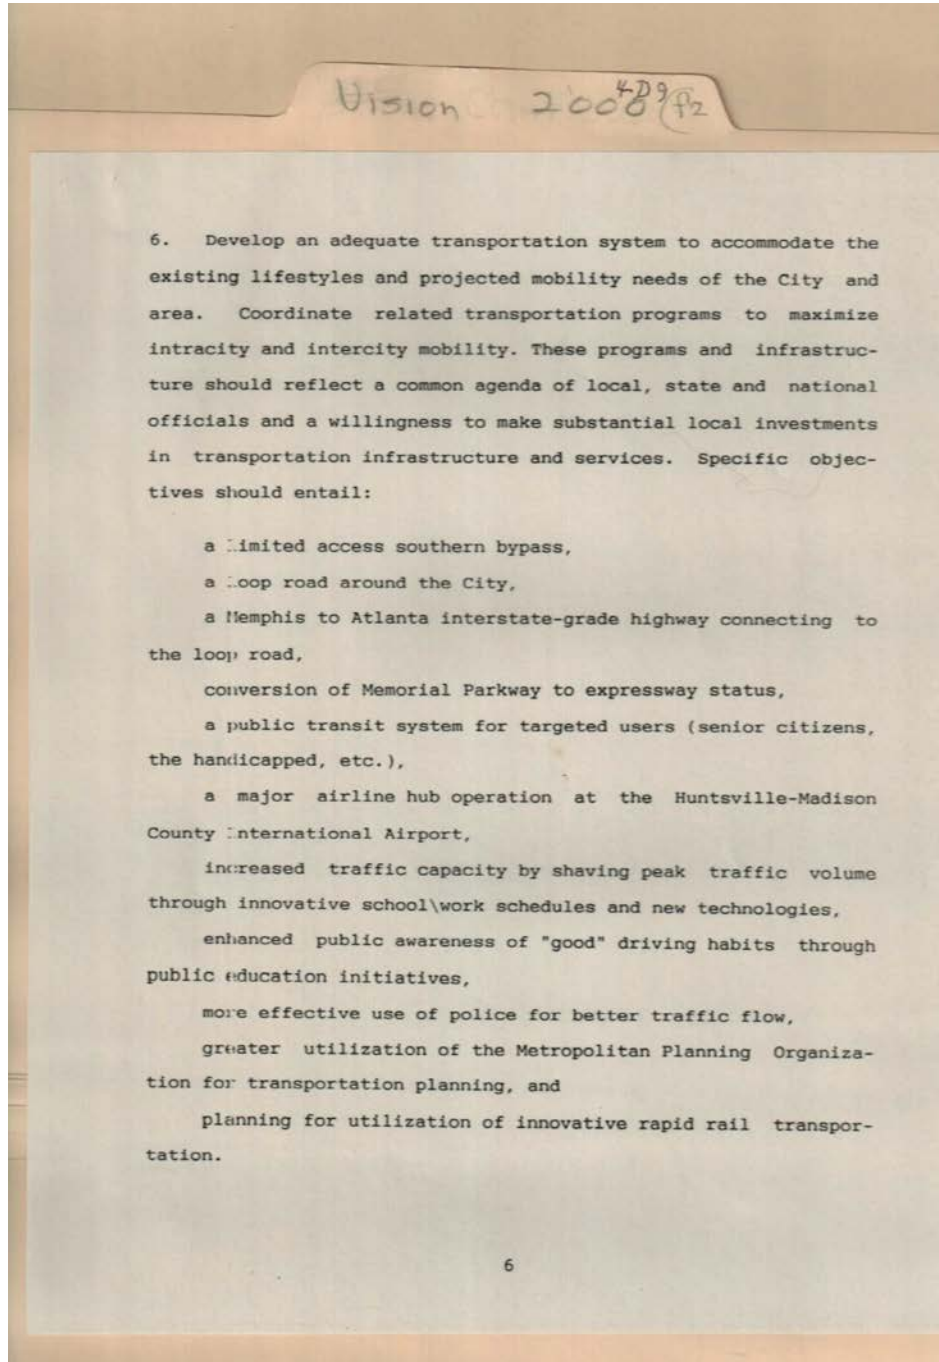 Vision 2000
4D9
f2
6. Develop an adequate transportation system to accommodate the
existing lifestyles and projected mobility needs of the City and
area. Coordinate related transportation programs to maximize
intracity and intercity mobility. These programs and infrastruc-
ture should reflect a common agenda of local, state and national
officials and a willingness to make substantial local investments
in transportation infrastructure and services. Specific objec-
tives should entail:
a limited access southern bypass,
a loop road around the City,
a Memphis to Atlanta interstate-grade highway connecting to
the loop road,
conversion of Memorial Parkway to expressway status,
a public transit system for targeted users (senior citizens,
the handicapped, etc.),
a major airline hub operation at the Huntsville-Madison
County International Airport,
increased traffic capacity by shaving peak traffic volume
through innovative school\work schedules and new technologies,
enhanced public awareness of "good" driving habits through
public education initiatives,
more effective use of police for better traffic flow,
greater utilization of the Metropolitan Planning Organiza-
tion for transportation planning, and
planning for utilization of innovative rapid rail transpor-
tation.
6